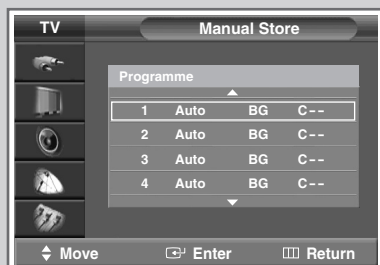 TV Manual Store
Programme
1 Auto BG C--
2 Auto BG C--
3 Auto BG C--
4 Auto BG C--
Move Enter Return